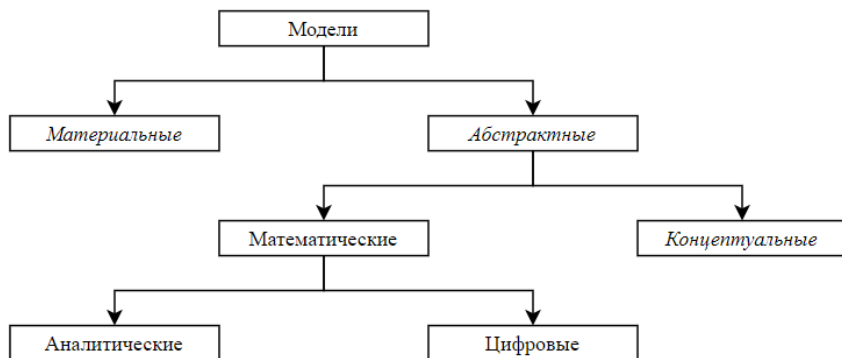 Модели
Материальные
Абстрактные
Математические
Концептуальные
Аналитические
Цифровые